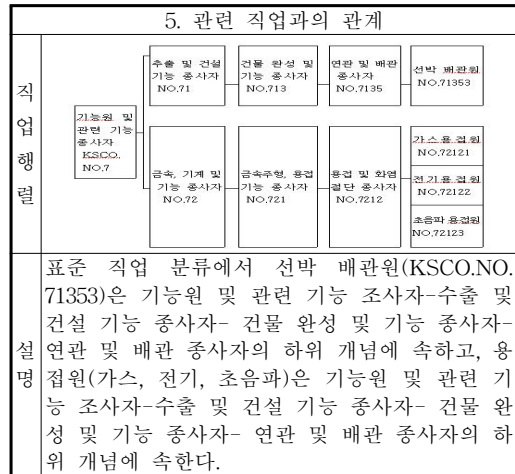 5. 관련 직업과의 관계
직
업
행
렬
기능원 및
관련 기능
종사자
KSCO.
NO.7
추출 및 건설
기능 종사자
NO.71
건물 완성 및
기능 종사자
NO.713
연관 및 배관
종사자
NO.7135
선박 배관원
NO.71353
금속, 기계 및
기능 종사자
NO.72
금속주형, 용접
기능 종사자
NO.721
용접 및 화염
절단 종사자
NO.7212
가스용접원
NO.72121
전기용접원
NO.72122
초음파 용접원
NO.72123
설
명
표준 직업 분류에서 선박 배관원(KSCO.NO.
71353)은 기능원 및 관련 기능 조사자-수출 및
건설 기능 종사자- 건물 완성 및 기능 종사자-
연관 및 배관 종사자의 하위 개념에 속하고, 용
접원(가스, 전기, 초음파)은 기능원 및 관련 기
능 조사자-수출 및 건설 기능 종사자- 건물 완
성 및 기능 종사자- 연관 및 배관 종사자의 하
위 개념에 속한다.